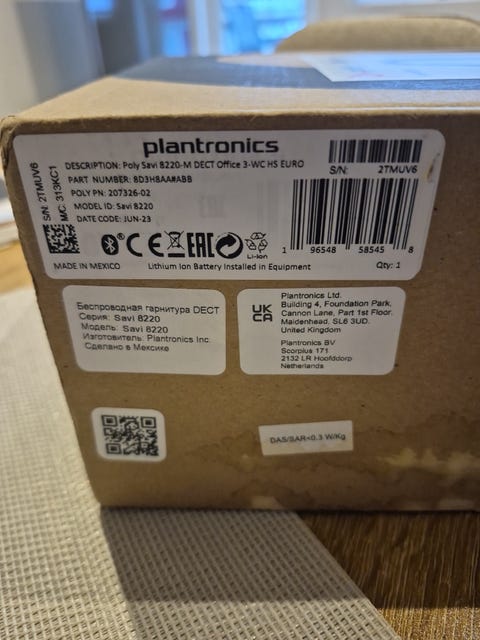 plantronics
DESCRIPTION: Poly Savi 8220-M DECT Office 3-WC HS EURO
PART NUMBER: 8D3H8AA#ABB
POLY PN: 207326-02
MODEL ID: Savi 8220
DATE CODE: JUN-23
S/N: 2TMUV6
M/C: 313KC1
S/N: 2TMUV6
CE EAC Li-ion
1 96548 58545 8
MADE IN MEXICO
Lithium Ion Battery Installed in Equipment
Qty: 1
Беспроводная гарнитура DECT
Серия: Savi 8220
Модель: Savi 8220
Изготовитель: Plantronics Inc.
Сделано в Мексике
UK
CA
Plantronics Ltd.
Building 4, Foundation Park,
Cannon Lane, Part 1st Floor,
Maidenhead, SL6 3UD.
United Kingdom
Plantronics BV
Scorpius 171
2132 LR Hoofddorp
Netherlands
DAS/SAR<0.3 W/Kg